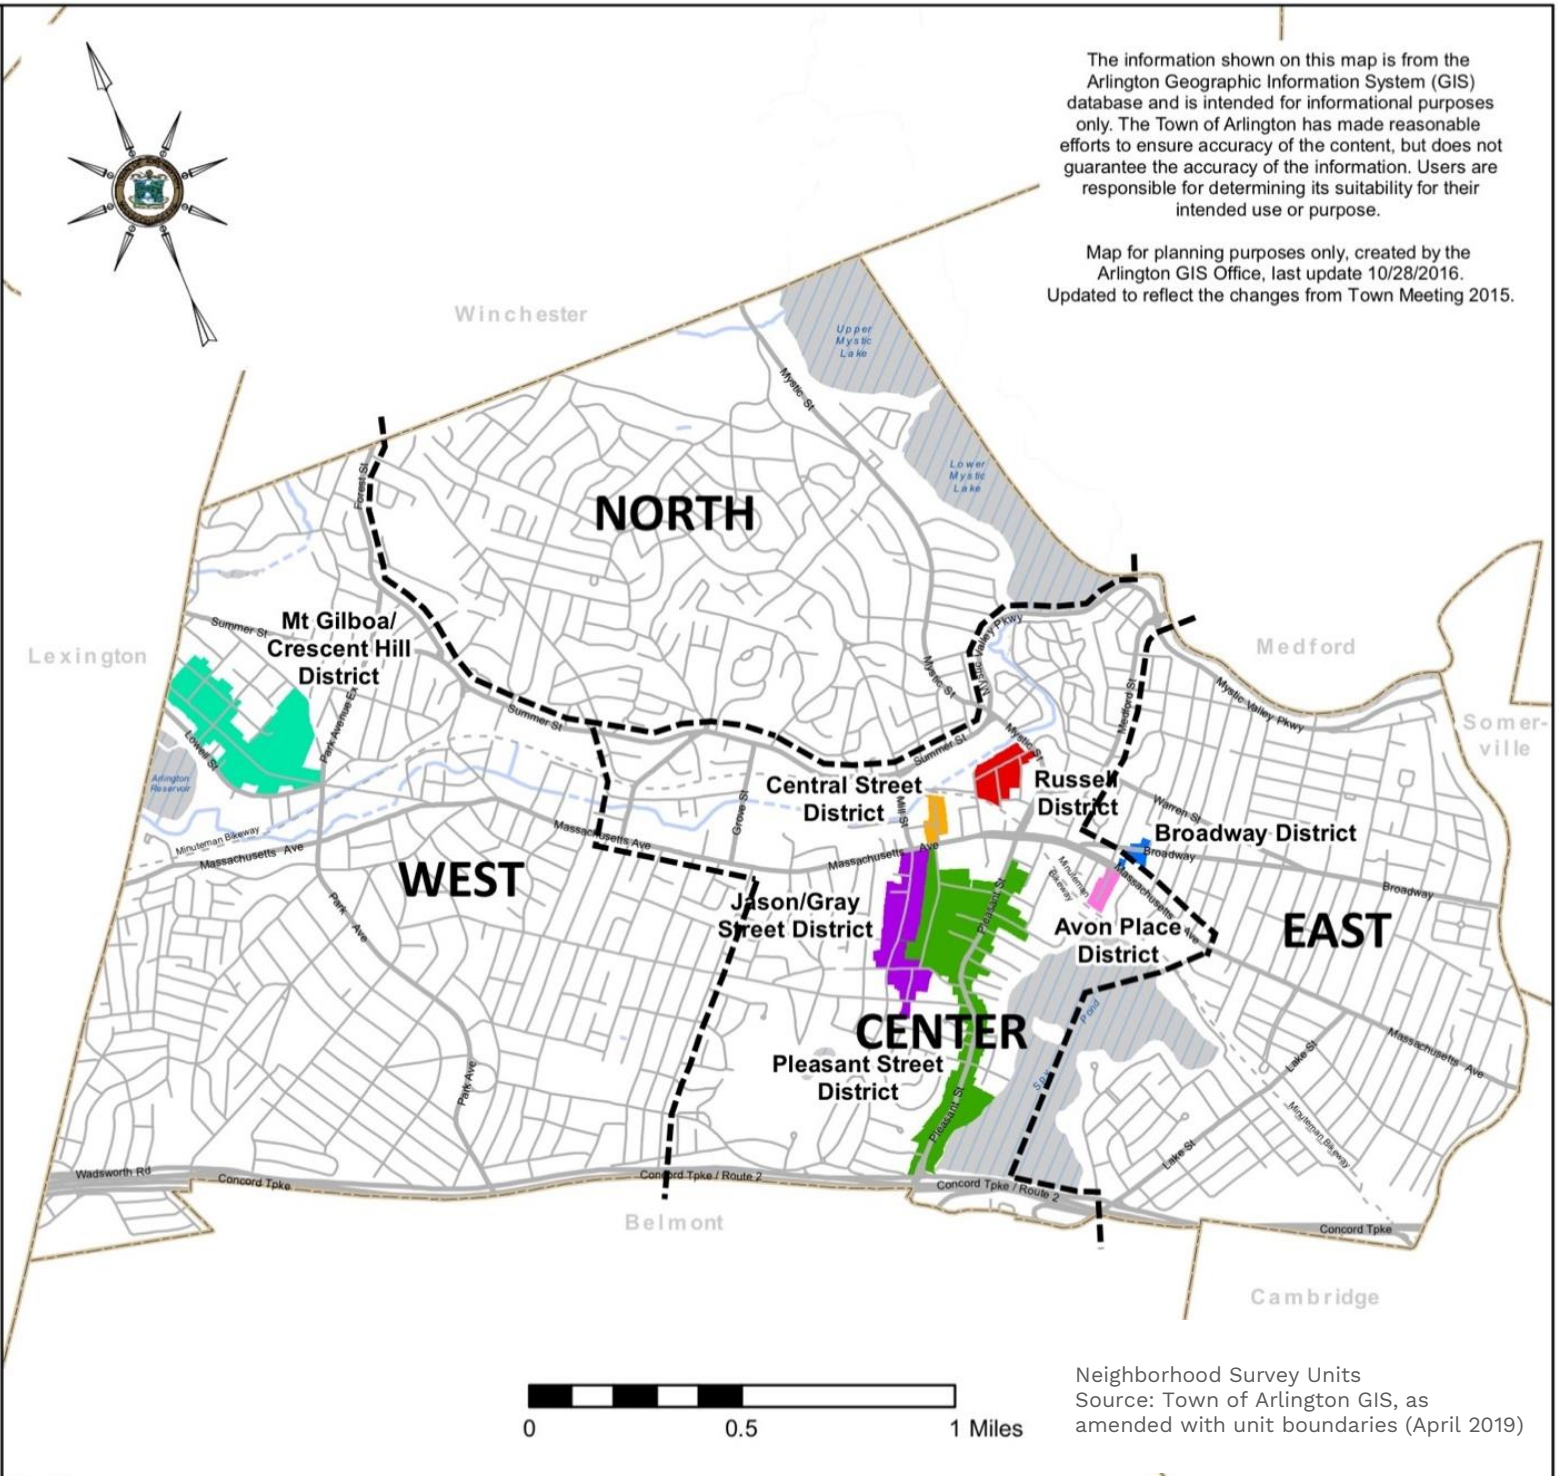 The information shown on this map is from the
Arlington Geographic Information System (GIS)
database and is intended for informational purposes
only. The Town of Arlington has made reasonable
efforts to ensure accuracy of the content, but does not
guarantee the accuracy of the information. Users are
responsible for determining its suitability for their
intended use or purpose.
Map for planning purposes only, created by the
Arlington GIS Office, last update 10/28/2016.
Updated to reflect the changes from Town Meeting 2015.
Winchester
Upper
Mystic
Lake
Mystic St
Lower
Mystic
Lake
Forest St
NORTH
Summer St
Mt Gilboa/
Crescent Hill
District
Lexington
Mystic Valley Pkwy
Medford
Mystic St
Medford St
Mystic Valley Pkwy
Somer-
ville
Park Avenue Ex
Lowell St
Summer St
Summer St
Mystic St
Arlington
Reservoir
Central Street
District
Russell
District
Mill St
Grove St
Warren St
Minuteman Bikeway
Massachusetts Ave
Massachusetts Ave
Massachusetts Ave
Broadway District
Broadway
Broadway
WEST
Minuteman
Bikeway
Massachusetts Ave
Park Ave
Jason/Gray
Street District
Pleasant St
Avon Place
District
EAST
CENTER
Pond
Spy
Pleasant Street
District
Pleasant St
Park Ave
Lake St
Massachusetts Ave
Minuteman Bikeway
Lake St
Wadsworth Rd
Concord Tpke
Concord Tpke / Route 2
Concord Tpke / Route 2
Concord Tpke
Belmont
Cambridge
0 0.5 1 Miles
Neighborhood Survey Units
Source: Town of Arlington GIS, as
amended with unit boundaries (April 2019)